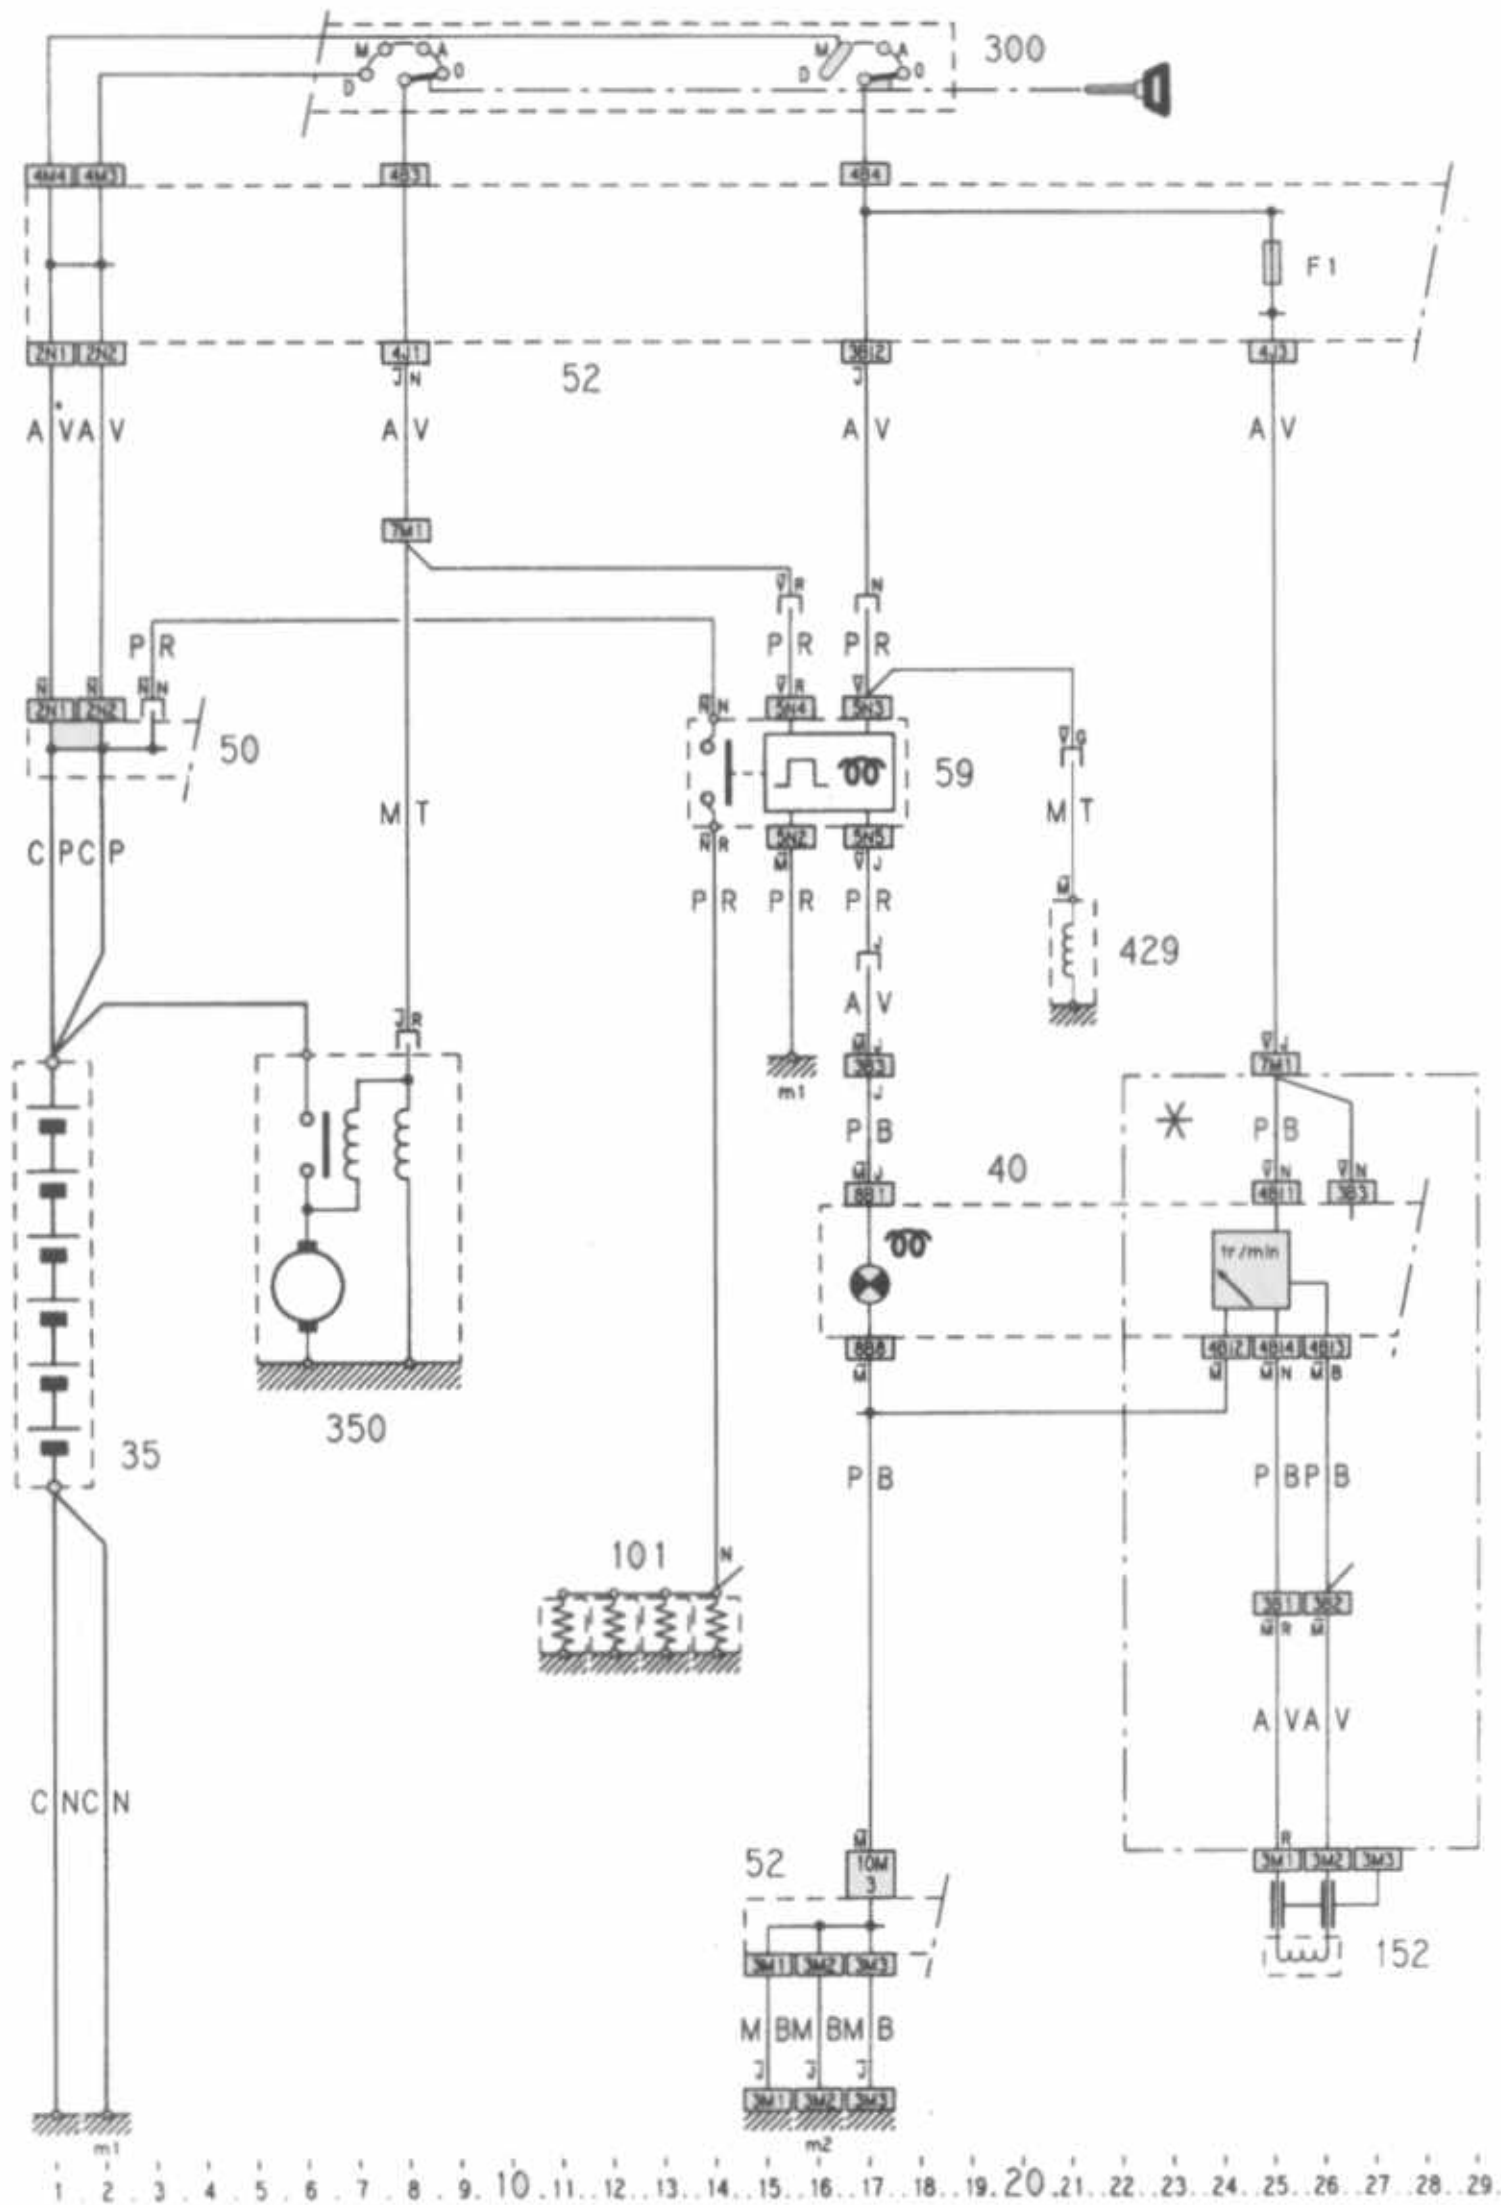 M A M A 300
D O D O
4M4 4M3 4B3 4B4
F1
2N1 2N2 4J1 3B12 4J3
J N 52 J
A V A V A V A V A V
7M1
V R N
P R P R P R
N N N N V R V
2N1 2N2 N N 5N4 5N3
50 59 V G
M T M T
C P C P 5N2 5N5
N R M V J
P R P R P R M
J 429
A V
J R M J V J
m1 3B3 7M1
J
P B P B
M J 40 V N V N
8B1 4B11 3B3
tr/min
8B8 4B12 4B14 4B13
M M M N M B
350
35 P B P B P B
101 N
3B1 3B2
M R M
A V A V
C N C N
M R
52 10M 3M1 3M2 3M3
3
3M1 3M2 3M3 152
M B M B M B
J J J
3M1 3M2 3M3
m1 m2
1 . 2 . 3 . 4 . 5 . 6 . 7 . 8 . 9 . 10 . 11 . 12 . 13 . 14 . 15 . 16 . 17 . 18 . 19 . 20 . 21 . 22 . 23 . 24 . 25 . 26 . 27 . 28 . 29 .